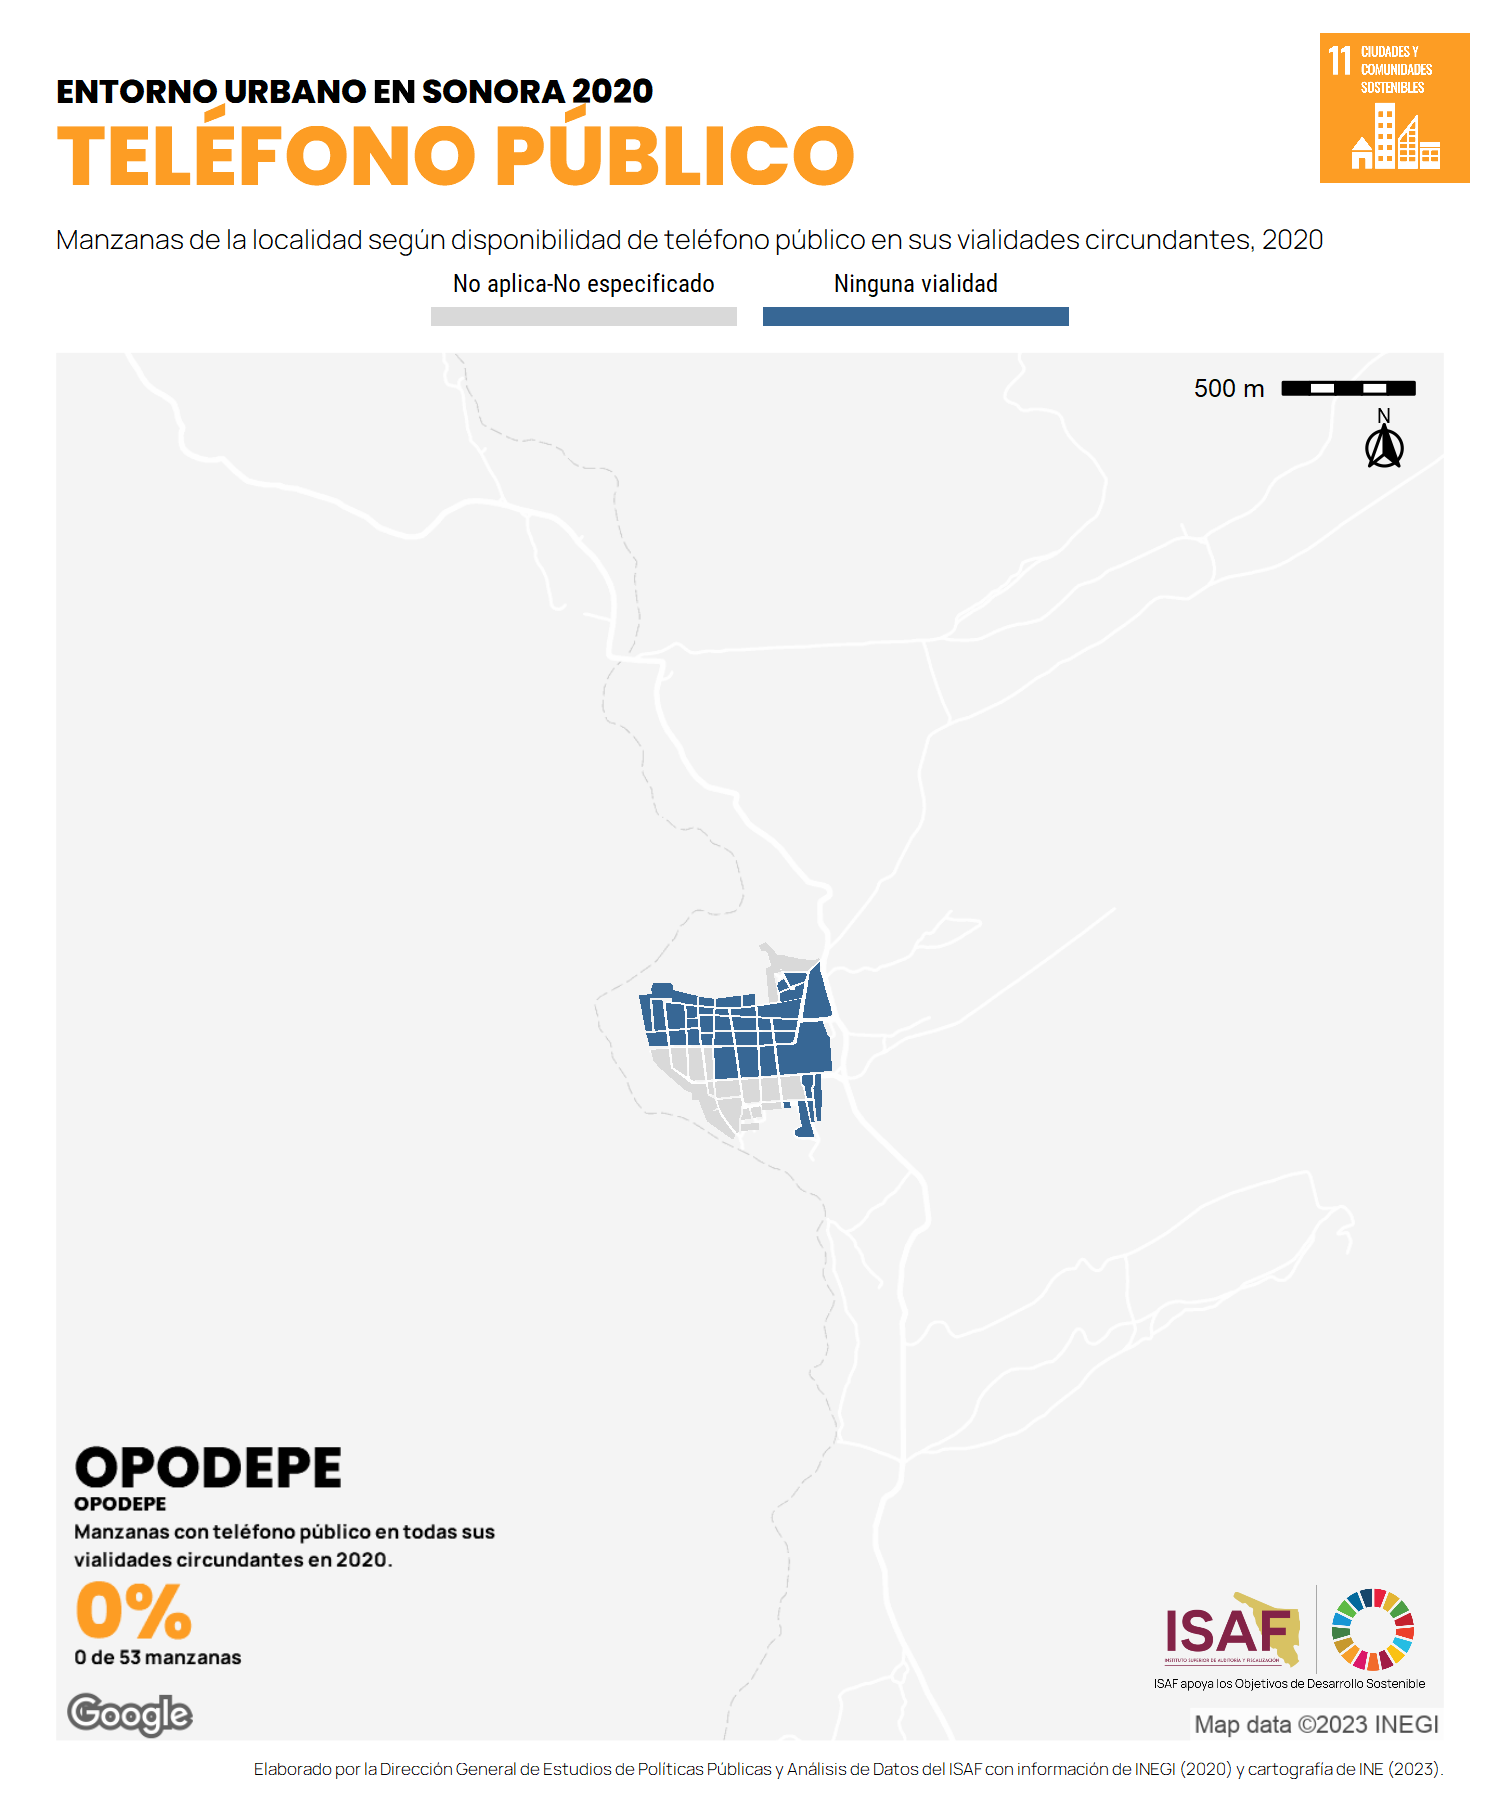 ENTORNO URBANO EN SONORA 2020
TELÉFONO PÚBLICO
11 CIUDADES Y
COMUNIDADES
SOSTENIBLES
Manzanas de la localidad según disponibilidad de teléfono público en sus vialidades circundantes, 2020
No aplica-No especificado
Ninguna vialidad
500 m
N
OPODEPE
OPODEPE
Manzanas con teléfono público en todas sus
vialidades circundantes en 2020.
0%
0 de 53 manzanas
Google
ISAF
INSTITUTO SUPERIOR DE AUDITORÍA Y FISCALIZACIÓN
ISAF apoya los Objetivos de Desarrollo Sostenible
Map data ©2023 INEGI
Elaborado por la Dirección General de Estudios de Políticas Públicas y Análisis de Datos del ISAF con información de INEGI (2020) y cartografía de INE (2023).